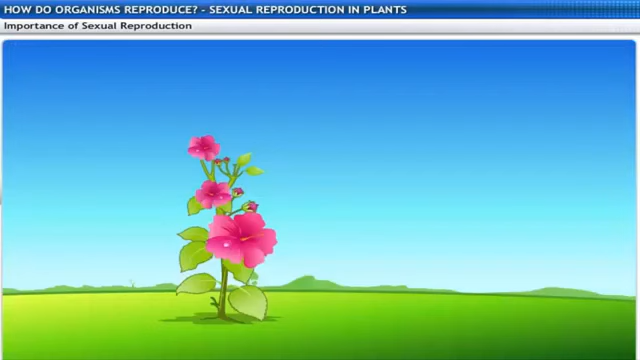 HOW DO ORGANISMS REPRODUCE? - SEXUAL REPRODUCTION IN PLANTS
Importance of Sexual Reproduction